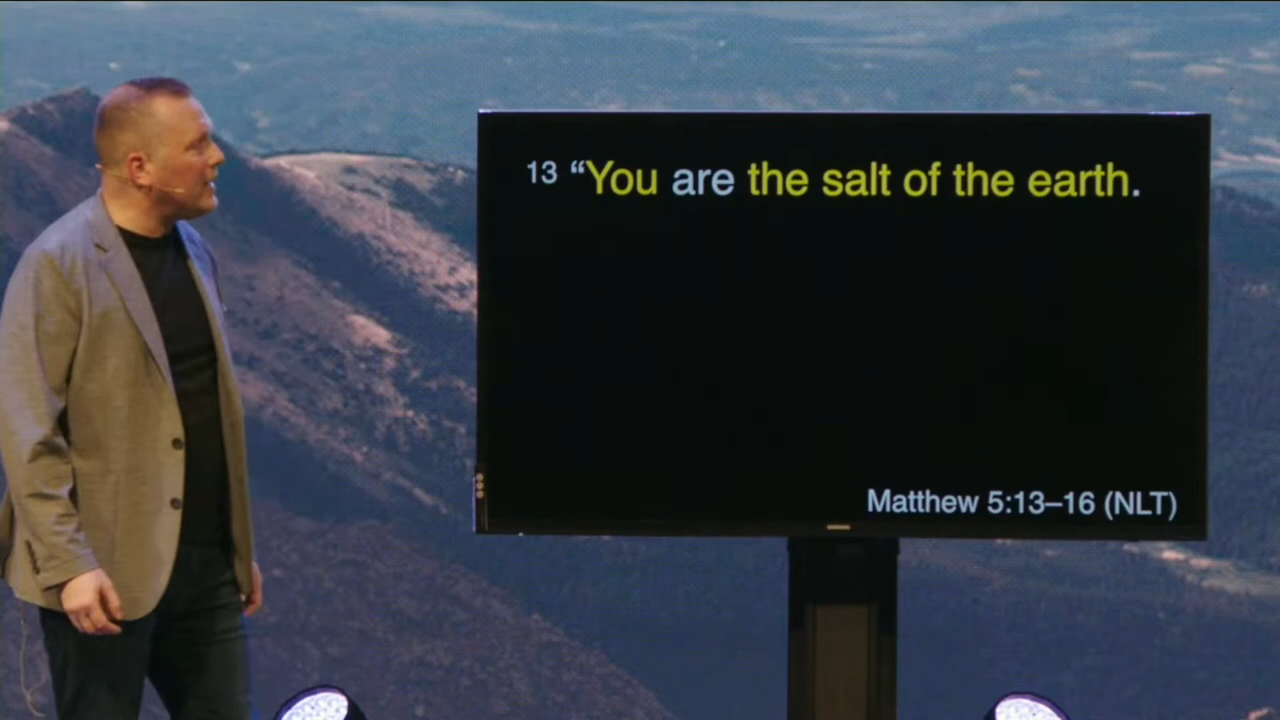 13 “You are the salt of the earth.
Matthew 5:13–16 (NLT)